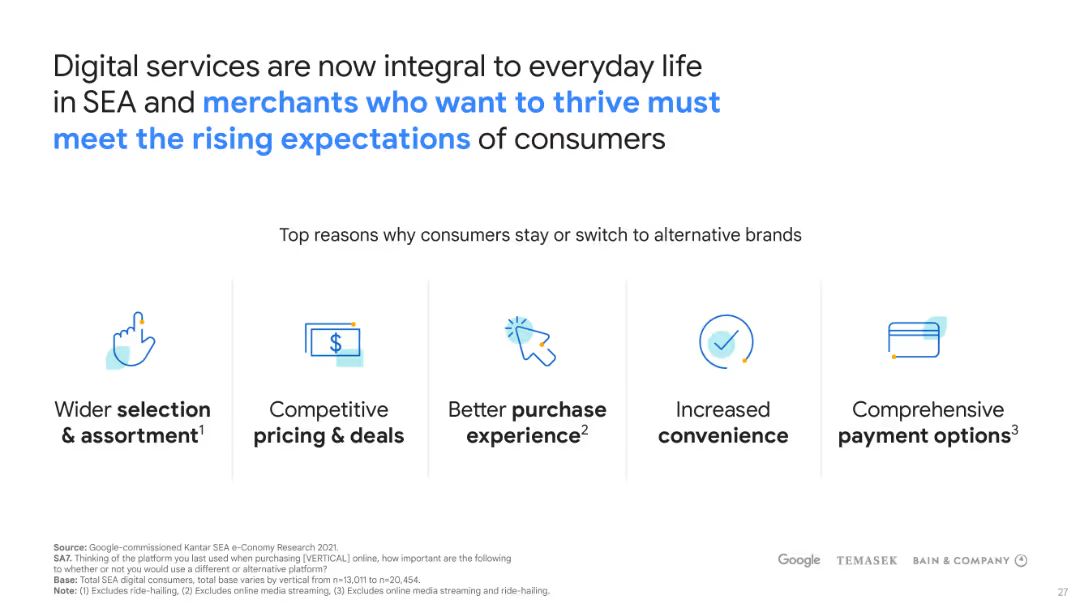 Digital services are now integral to everyday life
in SEA and merchants who want to thrive must
meet the rising expectations of consumers
Top reasons why consumers stay or switch to alternative brands
$
Wider selection
& assortment1
Competitive
pricing & deals
Better purchase
experience2
Increased
convenience
Comprehensive
payment options3
Source: Google-commissioned Kantar SEA e-Conomy Research 2021.
SA7. Thinking of the platform you last used when purchasing [VERTICAL] online, how important are the following
to whether or not you would use a different or alternative platform?
Base: Total SEA digital consumers, total base varies by vertical from n=13,011 to n=20,454.
Note: (1) Excludes ride-hailing, (2) Excludes online media streaming, (3) Excludes online media streaming and ride-hailing.
Google TEMASEK BAIN & COMPANY
27